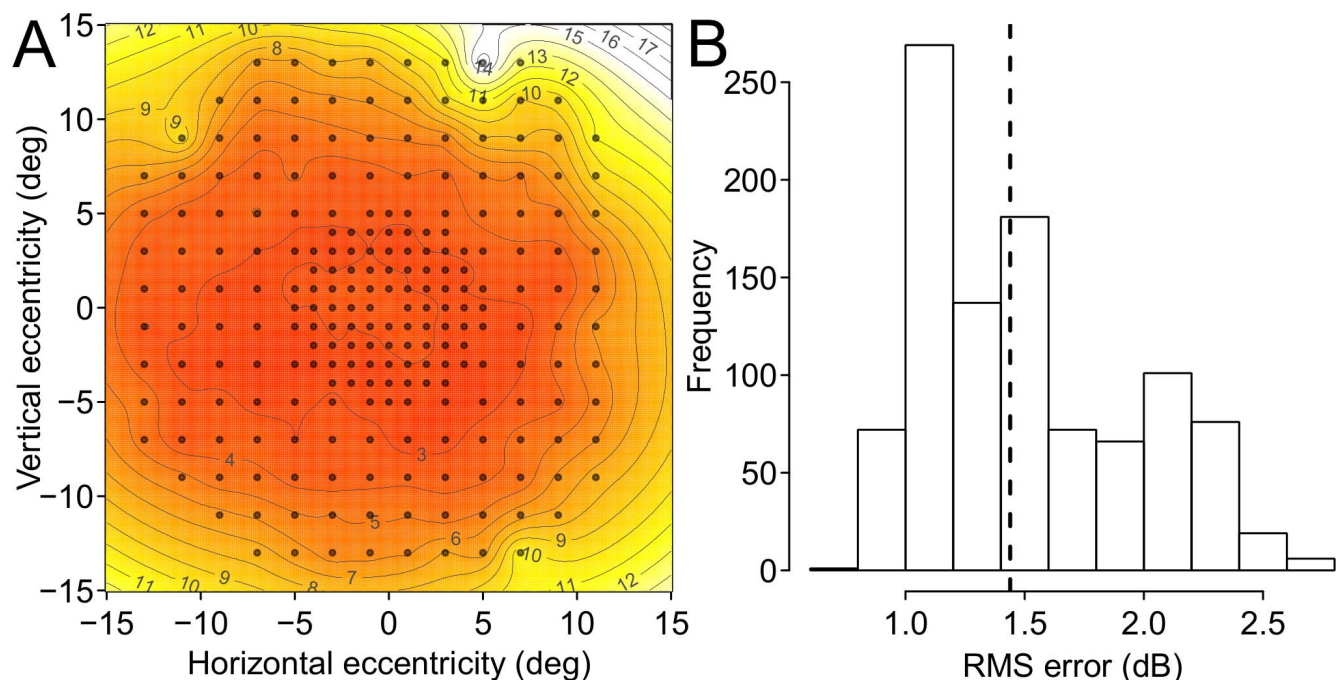 A
15
10
5
0
−5
−10
−15
Vertical eccentricity (deg)
−15 −10 −5 0 5 10 15
Horizontal eccentricity (deg)
12 11 10 8 15 16 17
14 13 12
11 10
9 9
4 3
5 6 9
10
11 10 9 8 7 11 12
B
250
200
150
100
50
0
Frequency
1.0 1.5 2.0 2.5
RMS error (dB)